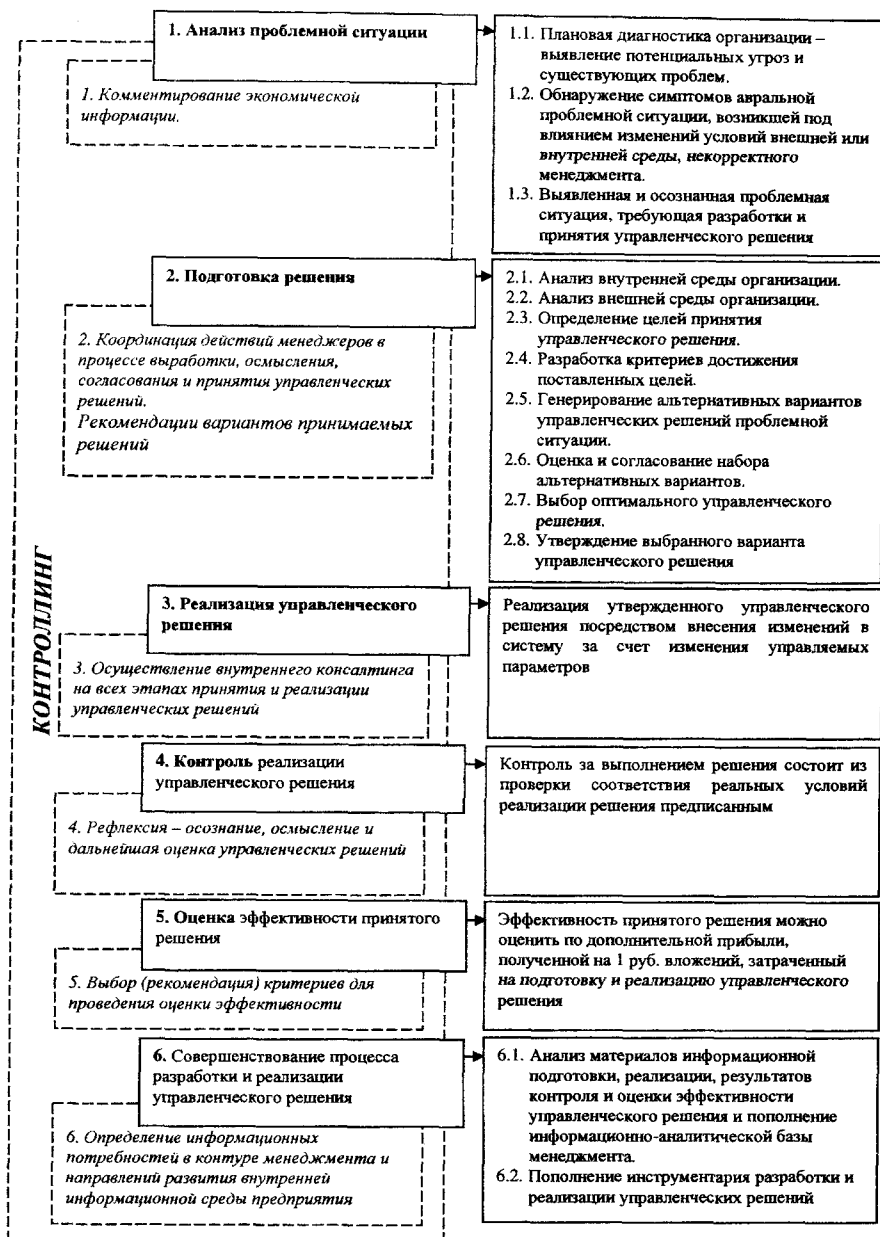 1. Анализ проблемной ситуации
1. Комментирование экономической
информации.
1.1. Плановая диагностика организации –
выявление потенциальных угроз и
существующих проблем.
1.2. Обнаружение симптомов авральной
проблемной ситуации, возникшей под
влиянием изменений условий внешней или
внутренней среды, некорректного
менеджмента.
1.3. Выявленная и осознанная проблемная
ситуация, требующая разработки и
принятия управленческого решения
2. Подготовка решения
2. Координация действий менеджеров в
процессе выработки, осмысления,
согласования и принятия управленческих
решений.
Рекомендации вариантов принимаемых
решений
2.1. Анализ внутренней среды организации.
2.2. Анализ внешней среды организации.
2.3. Определение целей принятия
управленческого решения.
2.4. Разработка критериев достижения
поставленных целей.
2.5. Генерирование альтернативных вариантов
управленческих решений проблемной
ситуации.
2.6. Оценка и согласование набора
альтернативных вариантов.
2.7. Выбор оптимального управленческого
решения.
2.8. Утверждение выбранного варианта
управленческого решения
КОНТРОЛЛИНГ
3. Реализация управленческого
решения
3. Осуществление внутреннего консалтинга
на всех этапах принятия и реализации
управленческих решений
Реализация утвержденного управленческого
решения посредством внесения изменений в
систему за счет изменения управляемых
параметров
4. Контроль реализации
управленческого решения
4. Рефлексия – осознание, осмысление и
дальнейшая оценка управленческих решений
Контроль за выполнением решения состоит из
проверки соответствия реальных условий
реализации решения предписанным
5. Оценка эффективности принятого
решения
5. Выбор (рекомендация) критериев для
проведения оценки эффективности
Эффективность принятого решения можно
оценить по дополнительной прибыли,
полученной на 1 руб. вложений, затраченный
на подготовку и реализацию управленческого
решения
6. Совершенствование процесса
разработки и реализации
управленческого решения
6. Определение информационных
потребностей в контуре менеджмента и
направлений развития внутренней
информационной среды предприятия
6.1. Анализ материалов информационной
подготовки, реализации, результатов
контроля и оценки эффективности
управленческого решения и пополнение
информационно-аналитической базы
менеджмента.
6.2. Пополнение инструментария разработки и
реализации управленческих решений